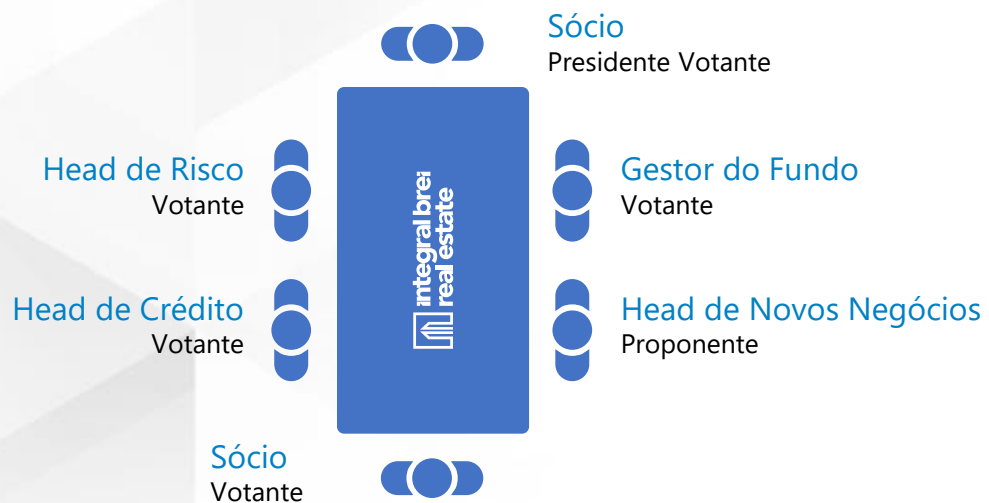 Sócio
Presidente Votante
Head de Risco
Votante
Gestor do Fundo
Votante
integral brei
real estate
Head de Crédito
Votante
Head de Novos Negócios
Proponente
Sócio
Votante